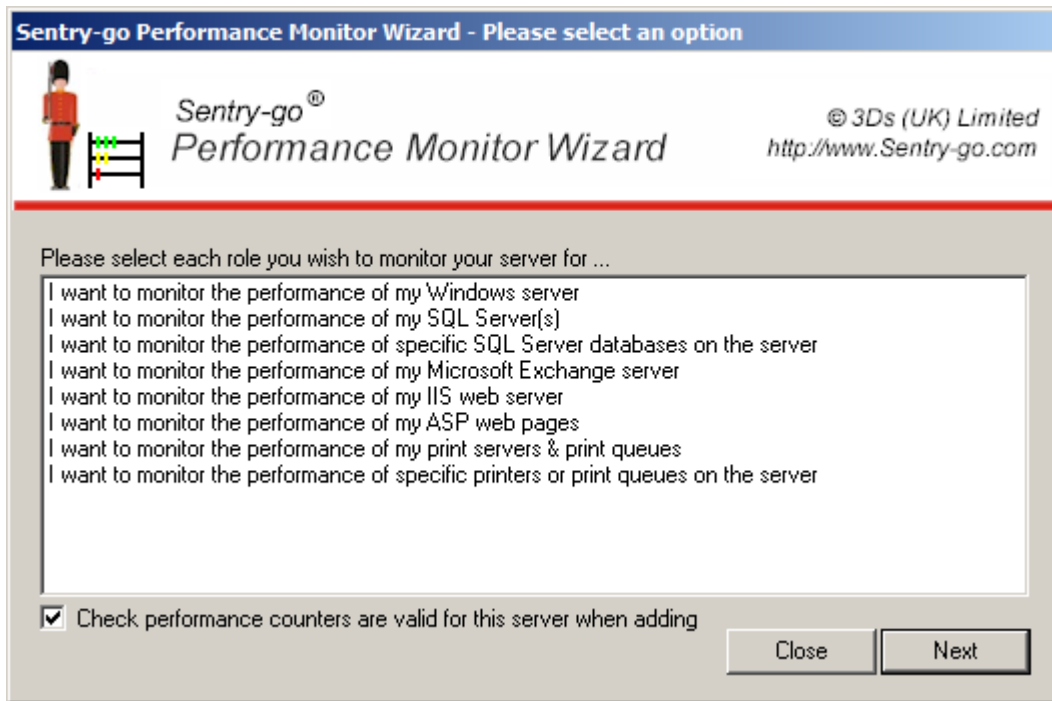 Sentry-go Performance Monitor Wizard - Please select an option
Sentry-go®
Performance Monitor Wizard
© 3Ds (UK) Limited
http://www.Sentry-go.com
Please select each role you wish to monitor your server for ...
I want to monitor the performance of my Windows server
I want to monitor the performance of my SQL Server(s)
I want to monitor the performance of specific SQL Server databases on the server
I want to monitor the performance of my Microsoft Exchange server
I want to monitor the performance of my IIS web server
I want to monitor the performance of my ASP web pages
I want to monitor the performance of my print servers & print queues
I want to monitor the performance of specific printers or print queues on the server
Check performance counters are valid for this server when adding
Close
Next